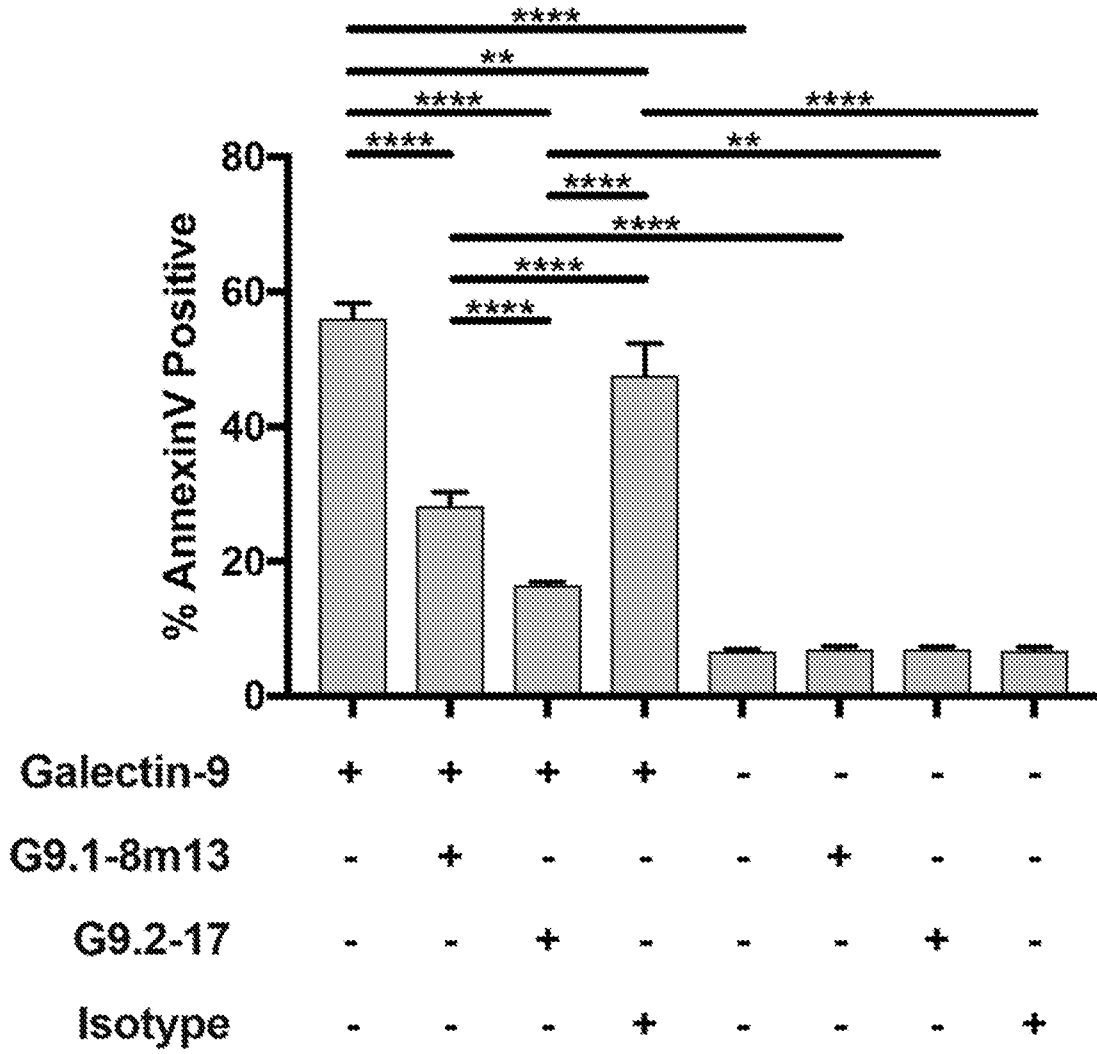 ****
**
**** ****
**** **
****
****
****
****
80
60
40
20
0
% AnnexinV Positive
Galectin-9 + + + + - - - -
G9.1-8m13 - + - - - + - -
G9.2-17 - - + - - - + -
Isotype - - - + - - - +